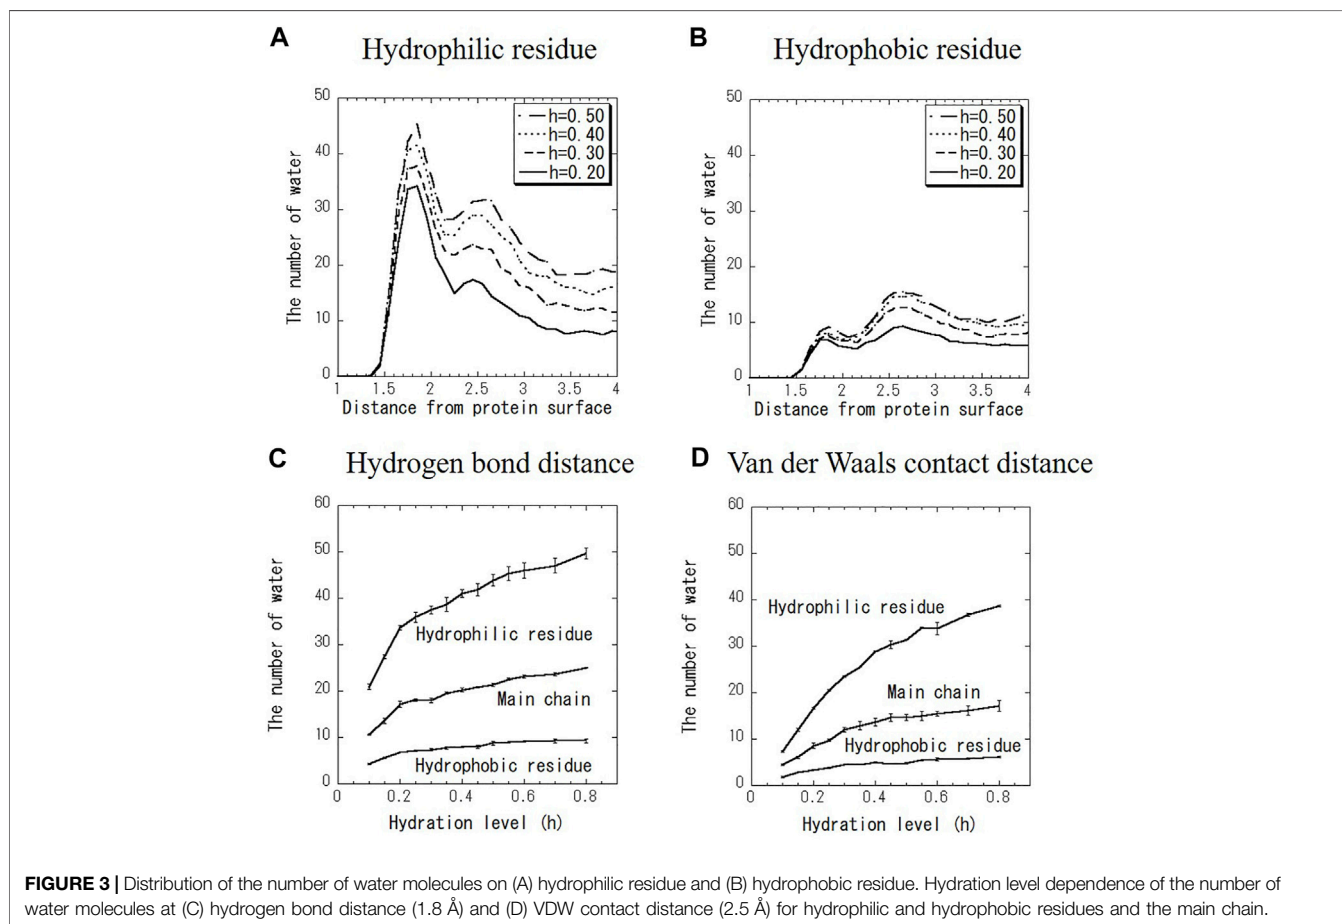 A Hydrophilic residue
50
40
30
20
10
0
The number of water
h=0.50
h=0.40
h=0.30
h=0.20
1 1.5 2 2.5 3 3.5 4
Distance from protein surface
B Hydrophobic residue
50
40
30
20
10
0
The number of water
h=0.50
h=0.40
h=0.30
h=0.20
1 1.5 2 2.5 3 3.5 4
Distance from protein surface
C Hydrogen bond distance
60
50
40
30
20
10
0
The number of water
Hydrophilic residue
Main chain
Hydrophobic residue
0 0.2 0.4 0.6 0.8
Hydration level (h)
D Van der Waals contact distance
60
50
40
30
20
10
0
The number of water
Hydrophilic residue
Main chain
Hydrophobic residue
0 0.2 0.4 0.6 0.8
Hydration level (h)
FIGURE 3 | Distribution of the number of water molecules on (A) hydrophilic residue and (B) hydrophobic residue. Hydration level dependence of the number of
water molecules at (C) hydrogen bond distance (1.8 Å) and (D) VDW contact distance (2.5 Å) for hydrophilic and hydrophobic residues and the main chain.